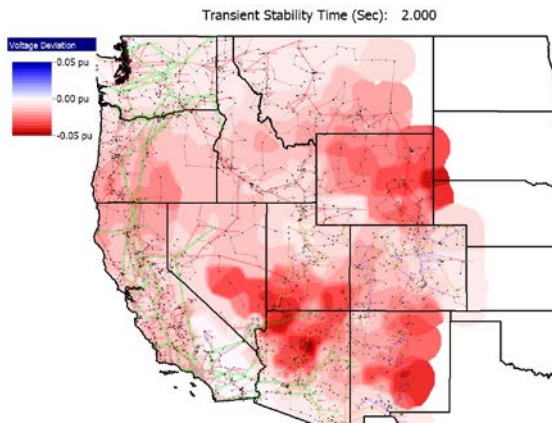 Transient Stability Time (Sec): 2.000
Voltage Deviation
0.05 pu
0.00 pu
-0.05 pu